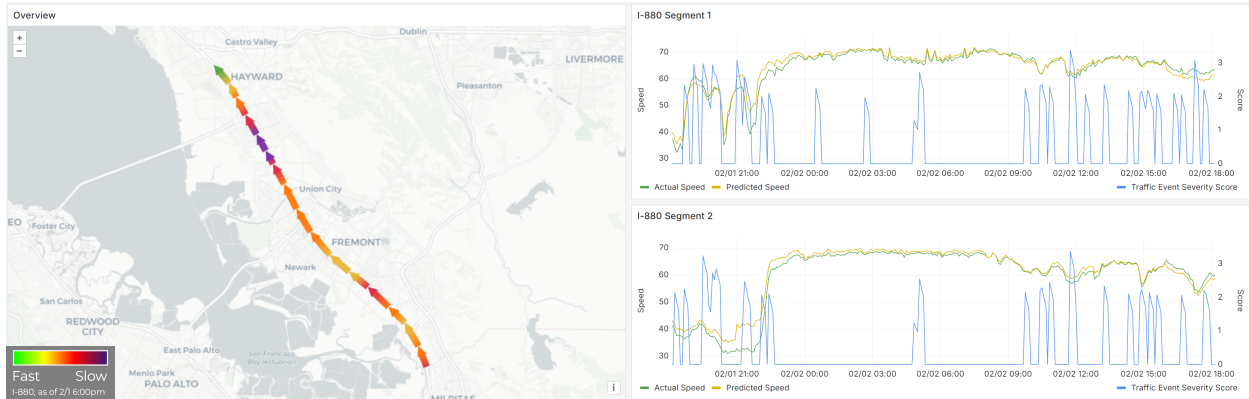 Overview
+
−
Castro Valley
Dublin
LIVERMORE
HAYWARD
Pleasanton
Union City
EO
Foster City
FREMONT
Newark
San Carlos
REDWOOD
CITY
East Palo Alto
San Francisco
Bay (estuarine)
Menlo Park
PALO ALTO
MILPITAS
Fast Slow
I-880, as of 2/1 6:00pm
i
I-880 Segment 1
Speed
70
60
50
40
30
Score
3
2
1
0
02/01 21:00 02/02 00:00 02/02 03:00 02/02 06:00 02/02 09:00 02/02 12:00 02/02 15:00 02/02 18:00
Actual Speed Predicted Speed Traffic Event Severity Score
I-880 Segment 2
Speed
70
60
50
40
30
Score
3
2
1
0
02/01 21:00 02/02 00:00 02/02 03:00 02/02 06:00 02/02 09:00 02/02 12:00 02/02 15:00 02/02 18:00
Actual Speed Predicted Speed Traffic Event Severity Score